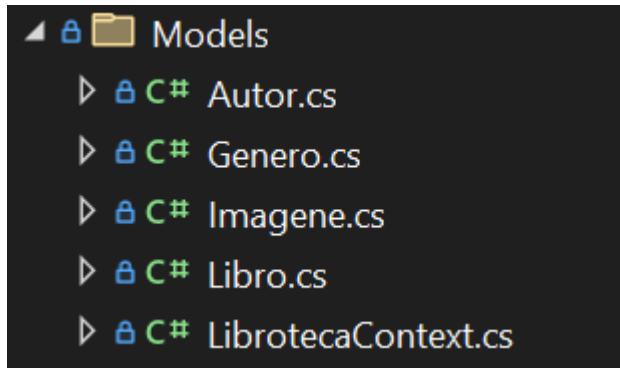 Models
C# Autor.cs
C# Genero.cs
C# Imagene.cs
C# Libro.cs
C# LibrotecaContext.cs